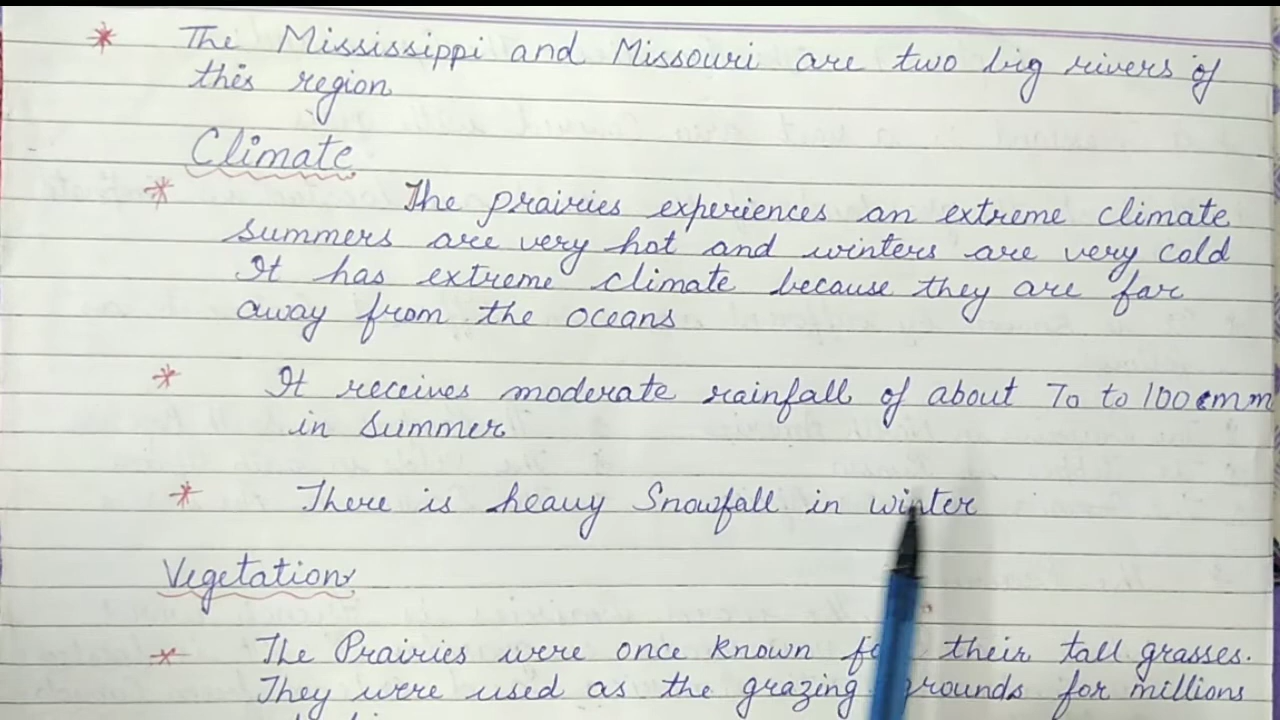 * The Mississippi and Missouri are two big rivers of
this region
Climate
* The prairies experiences an extreme climate
summers are very hot and winters are very cold
It has extreme climate because they are far
away from the oceans
* It receives moderate rainfall of about 70 to 100 mm
in summer
* There is heavy Snowfall in winter
Vegetation
* The Prairies were once known their tall grasses.
They were used as the grazing grounds for millions